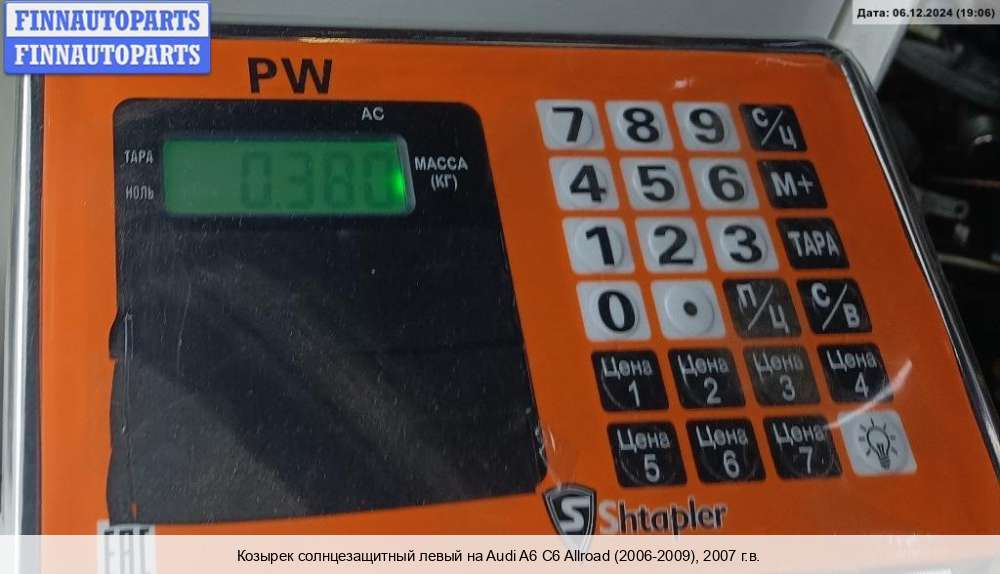 FINNAUTOPARTS
FINNAUTOPARTS
Дата: 06.12.2024 (19:06)
PW
AC
ТАРА
НОЛЬ
0.380
МАССА
(КГ)
7 8 9 С/Ц
4 5 6 М+
1 2 3 ТАРА
0 . П/Ц С/В
Цена 1 Цена 2 Цена 3 Цена 4
Цена 5 Цена 6 Цена 7
S Shtapler
EAC
Козырек солнцезащитный левый на Audi A6 C6 Allroad (2006-2009), 2007 г.в.